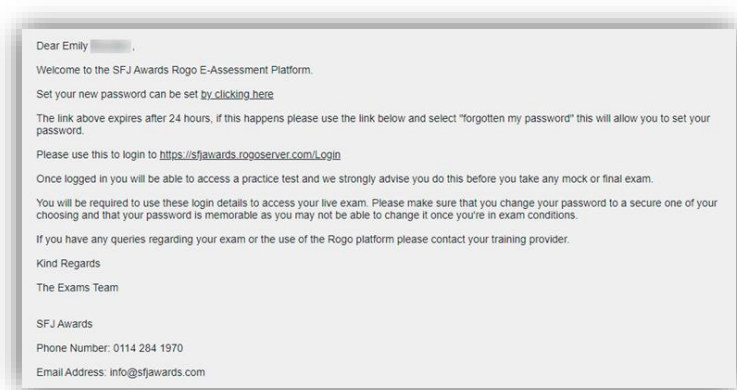 Dear Emily ,
Welcome to the SFJ Awards Rogo E-Assessment Platform.
Set your new password can be set by clicking here
The link above expires after 24 hours, if this happens please use the link below and select "forgotten my password" this will allow you to set your
password.
Please use this to login to https://sfjawards.rogoserver.com/Login
Once logged in you will be able to access a practice test and we strongly advise you do this before you take any mock or final exam.
You will be required to use these login details to access your live exam. Please make sure that you change your password to a secure one of your
choosing and that your password is memorable as you may not be able to change it once you're in exam conditions.
If you have any queries regarding your exam or the use of the Rogo platform please contact your training provider.
Kind Regards
The Exams Team
SFJ Awards
Phone Number: 0114 284 1970
Email Address: info@sfjawards.com